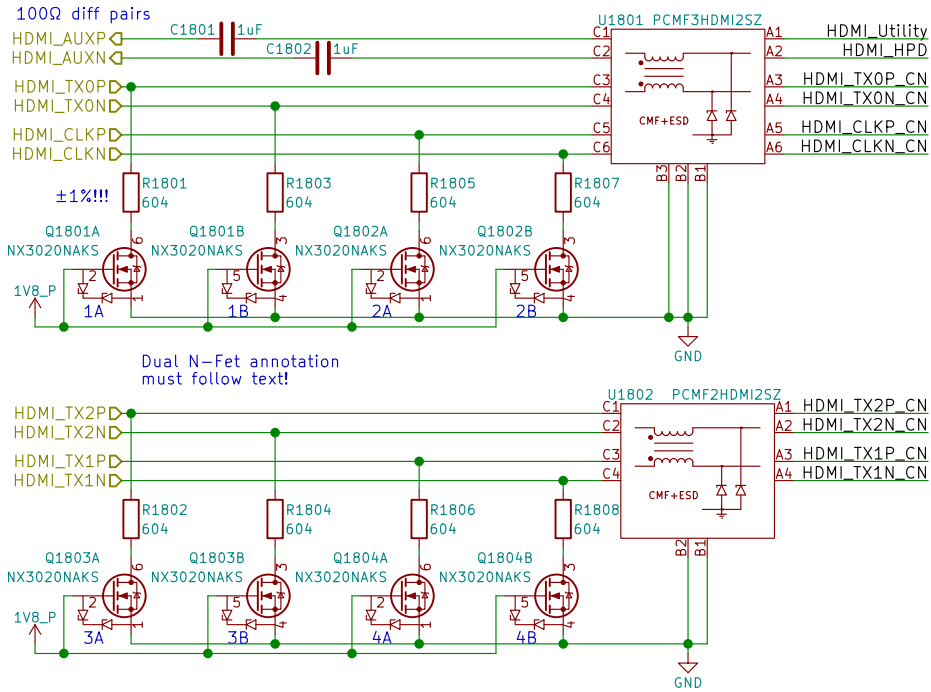 100Ω diff pairs
HDMI_AUXP
C1801 1uF
U1801 PCMF3HDMI2SZ
C1 A1 HDMI_Utility
HDMI_AUXN
C1802 1uF
C2 A2 HDMI_HPD
HDMI_TX0P C3 A3 HDMI_TX0P_CN
HDMI_TX0N C4 A4 HDMI_TX0N_CN
CMF+ESD
HDMI_CLKP C5 A5 HDMI_CLKP_CN
HDMI_CLKN C6 A6 HDMI_CLKN_CN
B3 B2 B1
±1%!!!
R1801 R1803 R1805 R1807
604 604 604 604
Q1801A Q1801B Q1802A Q1802B
NX3020NAKS NX3020NAKS NX3020NAKS NX3020NAKS
6 3 6 3
2 5 2 5
1V8_P
1 4 1 4
1A 1B 2A 2B
GND
Dual N-Fet annotation
must follow text!
U1802 PCMF2HDMI2SZ
HDMI_TX2P C1 A1 HDMI_TX2P_CN
HDMI_TX2N C2 A2 HDMI_TX2N_CN
HDMI_TX1P C3 A3 HDMI_TX1P_CN
HDMI_TX1N C4 A4 HDMI_TX1N_CN
CMF+ESD
B2 B1
R1802 R1804 R1806 R1808
604 604 604 604
Q1803A Q1803B Q1804A Q1804B
NX3020NAKS NX3020NAKS NX3020NAKS NX3020NAKS
6 3 6 3
2 5 2 5
1V8_P
1 4 1 4
3A 3B 4A 4B
GND